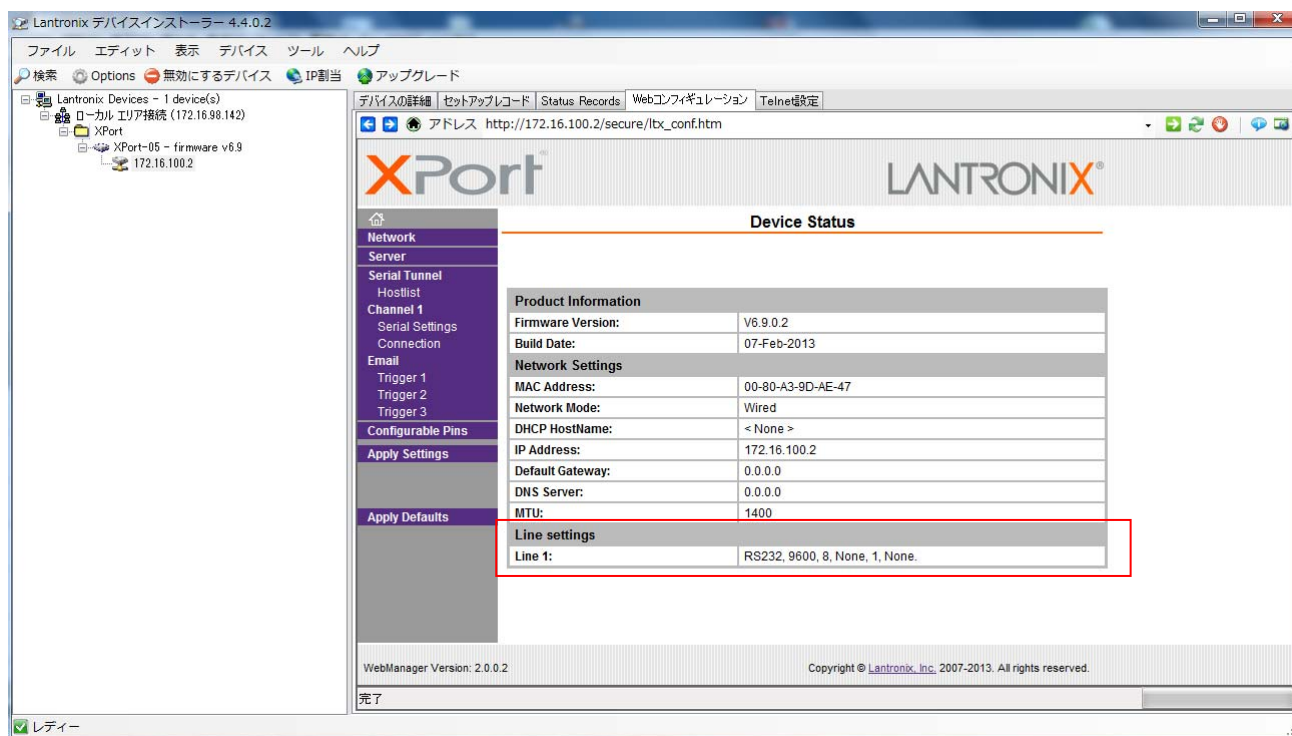 Lantronix デバイスインストーラー 4.4.0.2
ファイル エディット 表示 デバイス ツール ヘルプ
検索 Options 無効にするデバイス IP割当 アップグレード
Lantronix Devices - 1 device(s)
ローカル エリア接続 (172.16.98.142)
XPort
XPort-05 - firmware v6.9
172.16.100.2
デバイスの詳細 セットアップレコード Status Records Webコンフィギュレーション Telnet設定
アドレス http://172.16.100.2/secure/ltx_conf.htm
XPort™ LANTRONIX®
Network
Server
Serial Tunnel
Hostlist
Channel 1
Serial Settings
Connection
Email
Trigger 1
Trigger 2
Trigger 3
Configurable Pins
Apply Settings
Apply Defaults
Device Status
Product Information
Firmware Version: V6.9.0.2
Build Date: 07-Feb-2013
Network Settings
MAC Address: 00-80-A3-9D-AE-47
Network Mode: Wired
DHCP HostName: < None >
IP Address: 172.16.100.2
Default Gateway: 0.0.0.0
DNS Server: 0.0.0.0
MTU: 1400
Line settings
Line 1: RS232, 9600, 8, None, 1, None.
WebManager Version: 2.0.0.2 Copyright © Lantronix, Inc. 2007-2013. All rights reserved.
完了
レディー